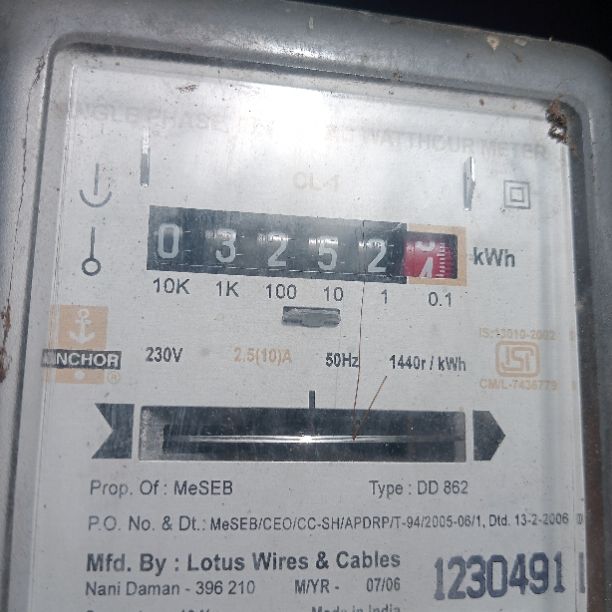 SINGLE PHASE WATTHOUR METER
CL-1
0 3 2 5 2 kWh
10K 1K 100 10 1 0.1
ANCHOR
®
230V 2.5(10)A 50Hz 1440r / kWh
IS:13010-2002
ISI
CM/L-7436779
Prop. Of : MeSEB Type : DD 862
P.O. No. & Dt.: MeSEB/CEO/CC-SH/APDRP/T-94/2005-06/1, Dtd. 13-2-2006
Mfd. By : Lotus Wires & Cables
Nani Daman - 396 210 M/YR - 07/06
1230491
Made in India